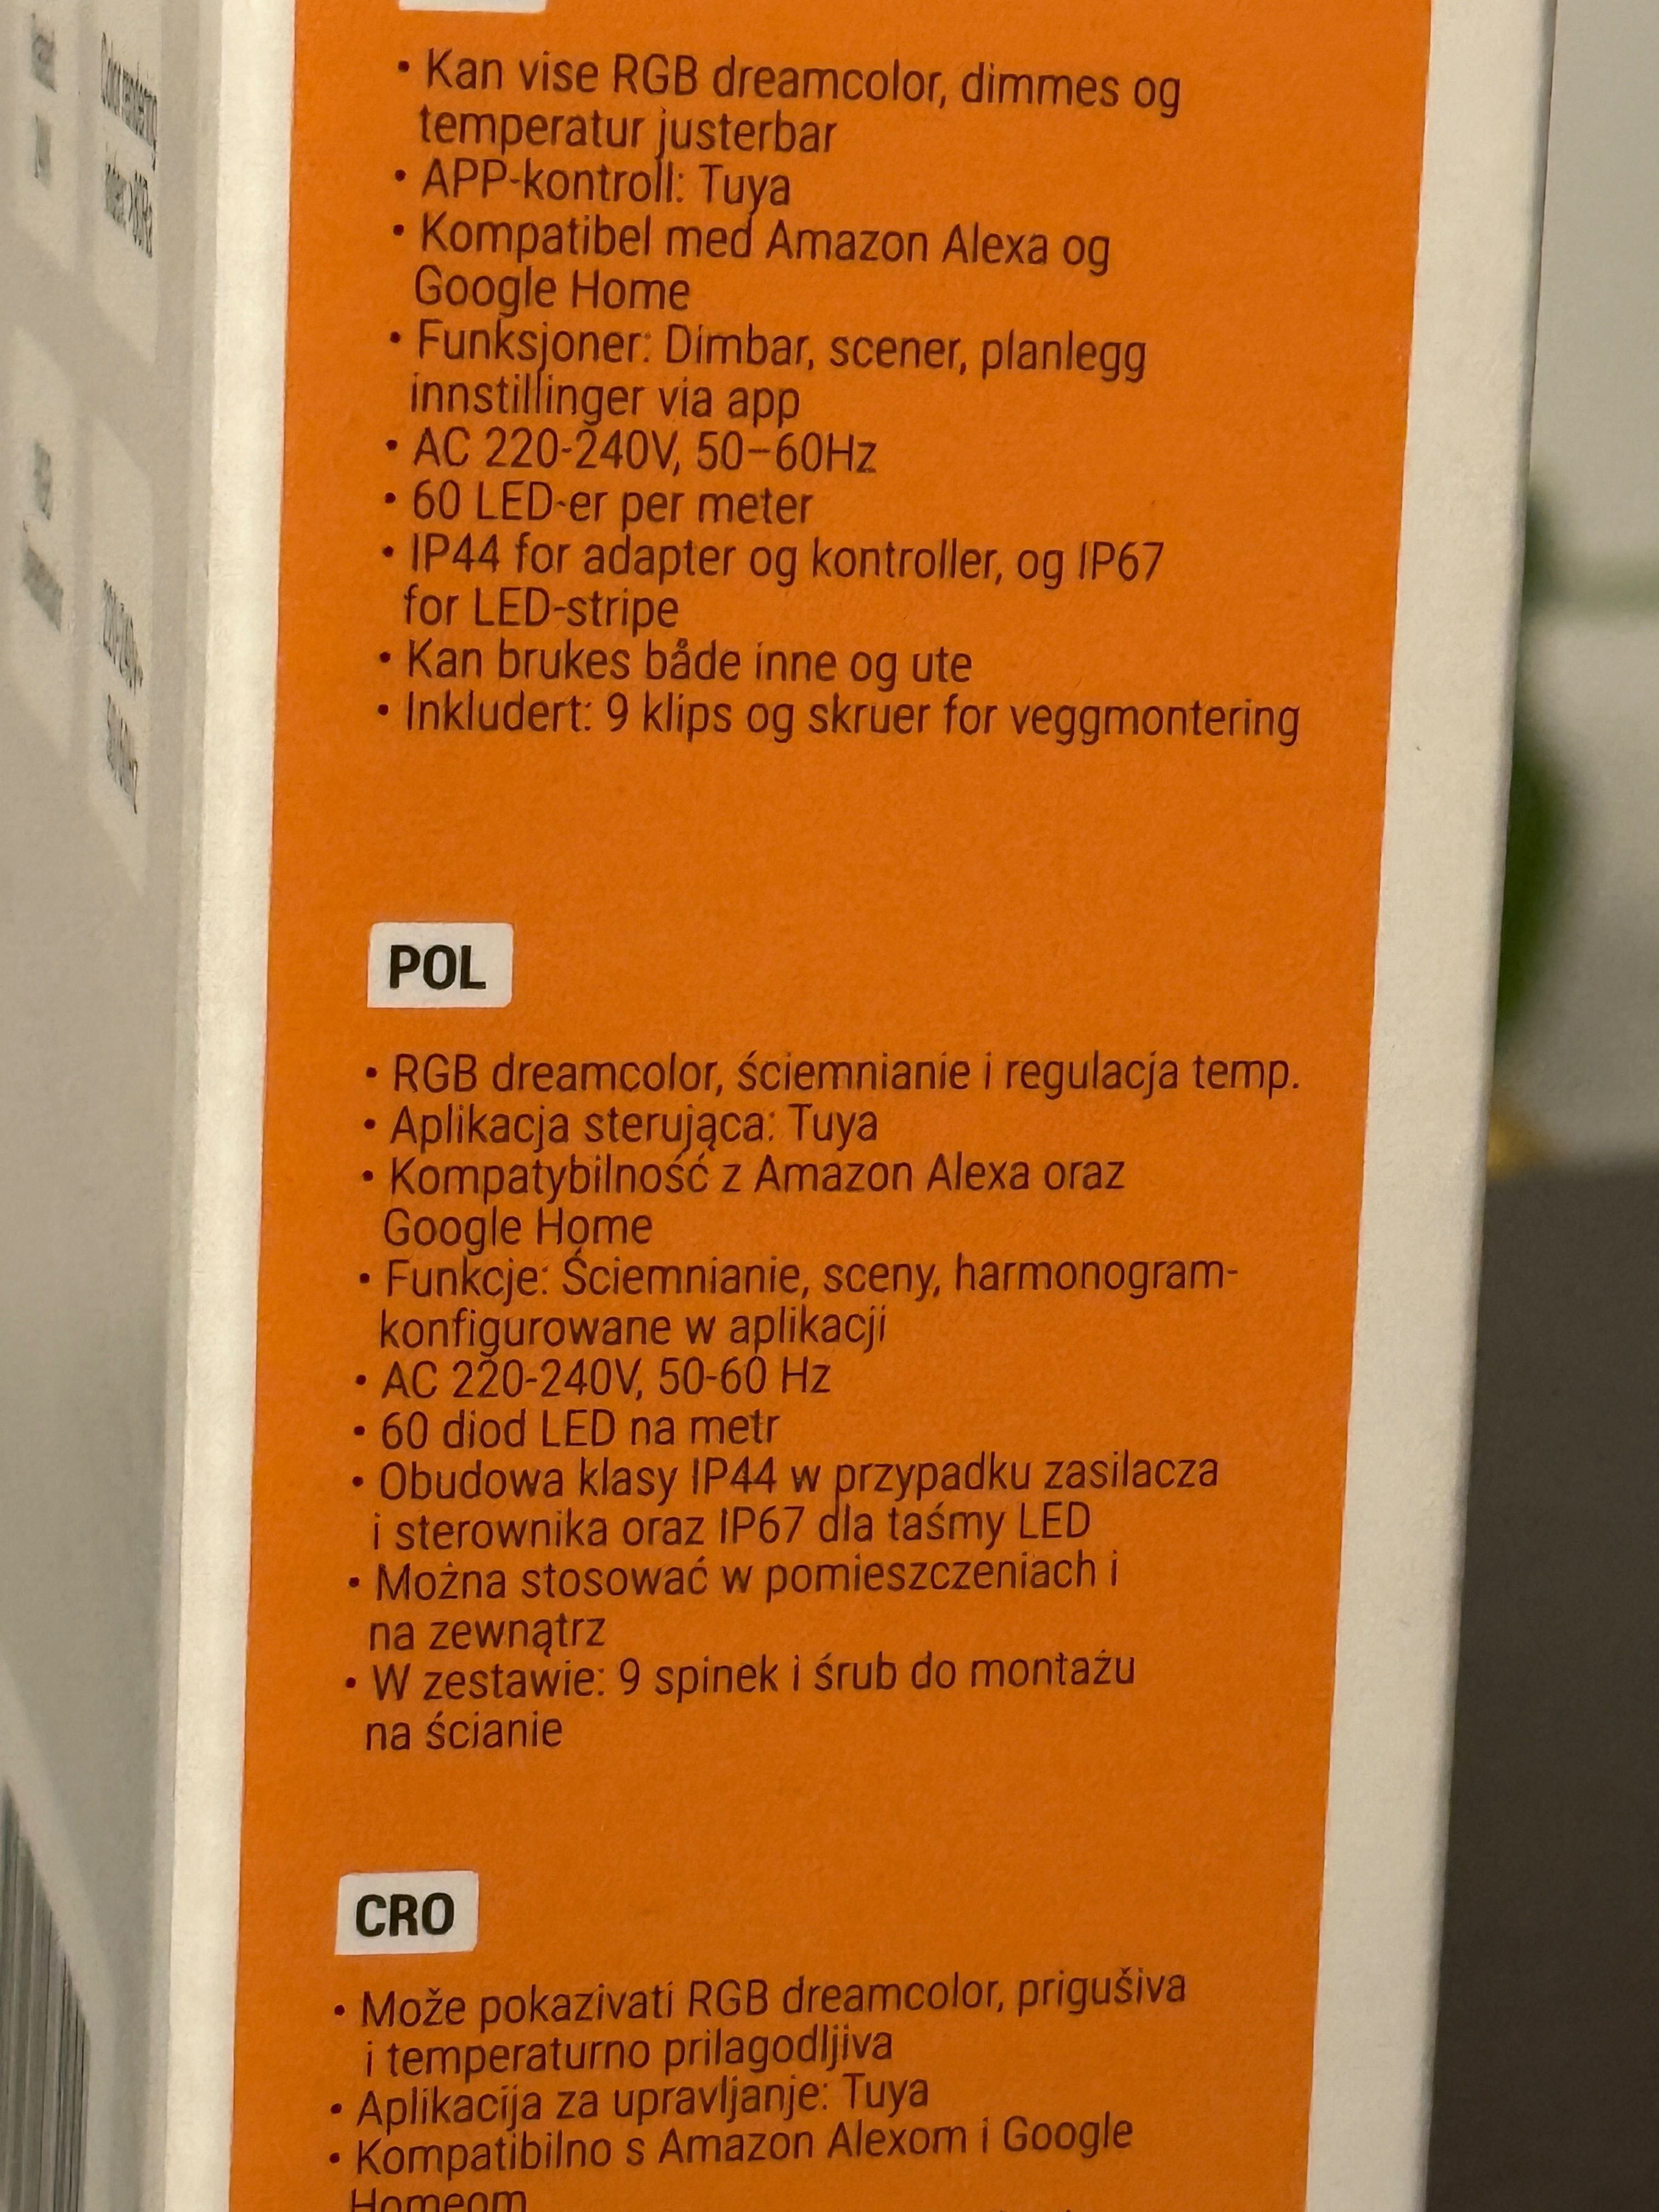 • Kan vise RGB dreamcolor, dimmes og
temperatur justerbar
• APP-kontroll: Tuya
• Kompatibel med Amazon Alexa og
Google Home
• Funksjoner: Dimbar, scener, planlegg
innstillinger via app
• AC 220-240V, 50–60Hz
• 60 LED-er per meter
• IP44 for adapter og kontroller, og IP67
for LED-stripe
• Kan brukes både inne og ute
• Inkludert: 9 klips og skruer for veggmontering
POL
• RGB dreamcolor, ściemnianie i regulacja temp.
• Aplikacja sterująca: Tuya
• Kompatybilność z Amazon Alexa oraz
Google Home
• Funkcje: Ściemnianie, sceny, harmonogram-
konfigurowane w aplikacji
• AC 220-240V, 50-60 Hz
• 60 diod LED na metr
• Obudowa klasy IP44 w przypadku zasilacza
i sterownika oraz IP67 dla taśmy LED
• Można stosować w pomieszczeniach i
na zewnątrz
• W zestawie: 9 spinek i śrub do montażu
na ścianie
CRO
• Može pokazivati RGB dreamcolor, prigušiva
i temperaturno prilagodljiva
• Aplikacija za upravljanje: Tuya
• Kompatibilno s Amazon Alexom i Google
Homeom
Color rendering